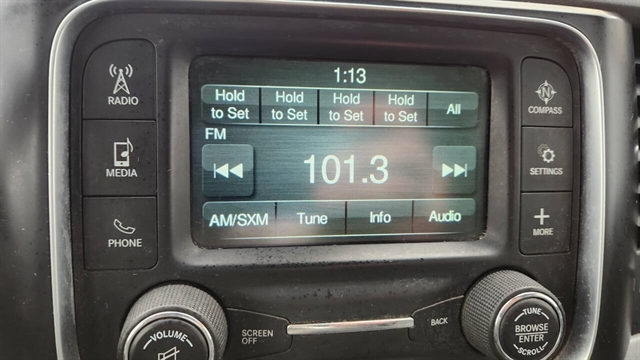 1:13
RADIO
Hold to Set
Hold to Set
Hold to Set
Hold to Set
All
COMPASS
N
FM
MEDIA
101.3
SETTINGS
PHONE
AM/SXM
Tune
Info
Audio
MORE
VOLUME
SCREEN
OFF
BACK
TUNE
BROWSE
ENTER
SCROLL